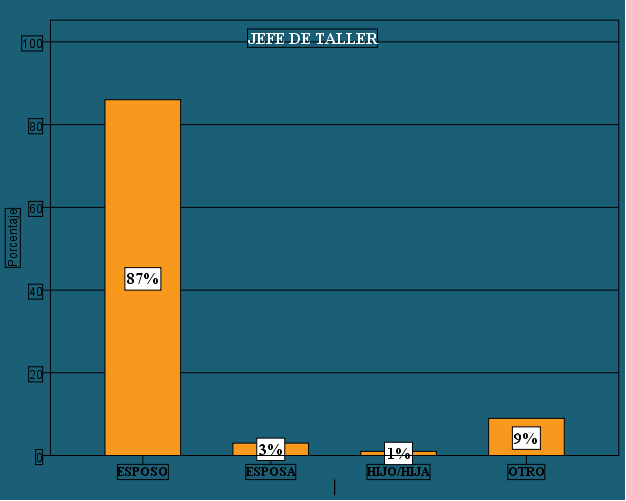 JEFE DE TALLER
100
80
60
40
20
0
Porcentaje
87%
3%
1%
9%
ESPOSO
ESPOSA
HIJO/HIJA
OTRO